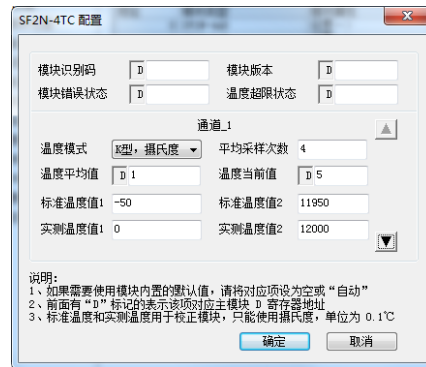 SF2N-4TC 配置
模块识别码 D 模块版本 D
模块错误状态 D 温度超限状态 D
通道_1
温度模式 K型，摄氏度 平均采样次数 4
温度平均值 D 1 温度当前值 D 5
标准温度值1 -50 标准温度值2 11950
实测温度值1 0 实测温度值2 12000
说明：
1、如果需要使用模块内置的默认值，请将对应项设为空或“自动”
2、前面有“D”标记的表示该项对应主模块 D 寄存器地址
3、标准温度和实测温度用于校正模块，只能使用摄氏度，单位为 0.1℃
确定 取消